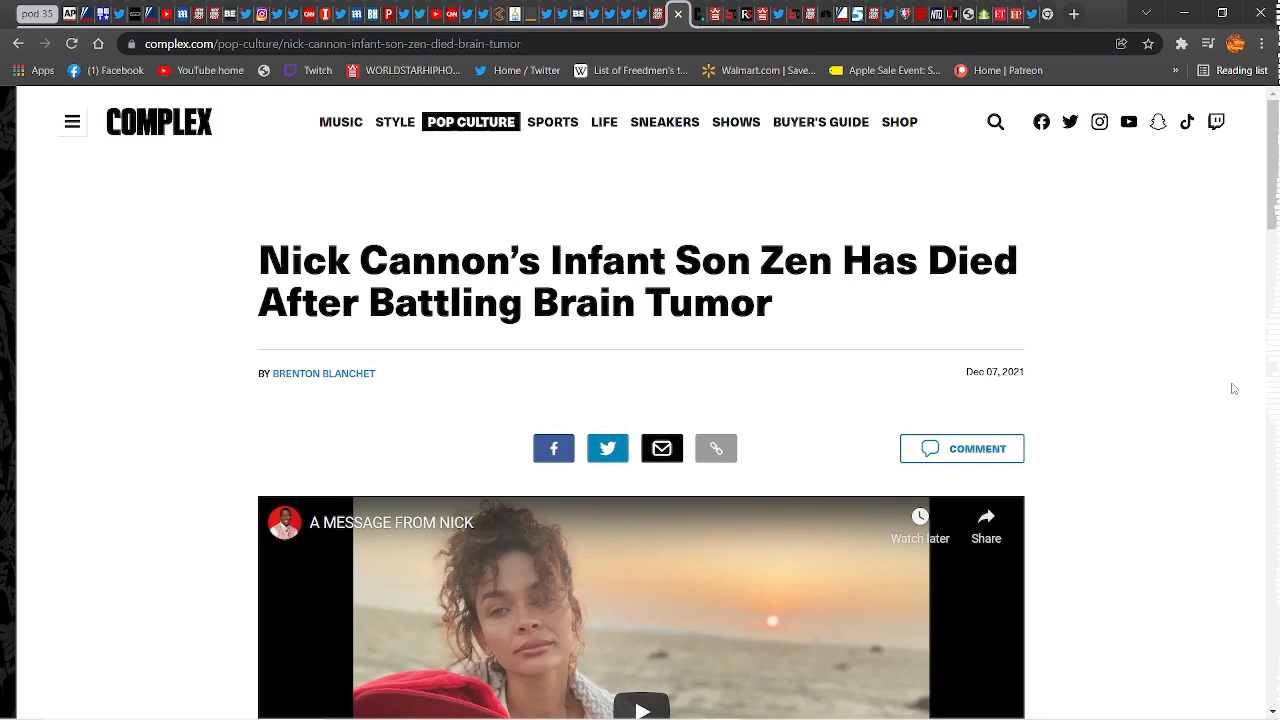 pod 35
complex.com/pop-culture/nick-cannon-infant-son-zen-died-brain-tumor
Apps (1) Facebook YouTube home Twitch WORLDSTARHIPHO... Home / Twitter List of Freedmen's t... Walmart.com | Save... Apple Event: S... Home | Patreon » Reading list
COMPLEX MUSIC STYLE POP CULTURE SPORTS LIFE SNEAKERS SHOWS BUYER'S GUIDE SHOP
Nick Cannon's Infant Son Zen Has Died
After Battling Brain Tumor
BY BRENTON BLANCHET Dec 07, 2021
COMMENT
A MESSAGE FROM NICK
Watch later Share